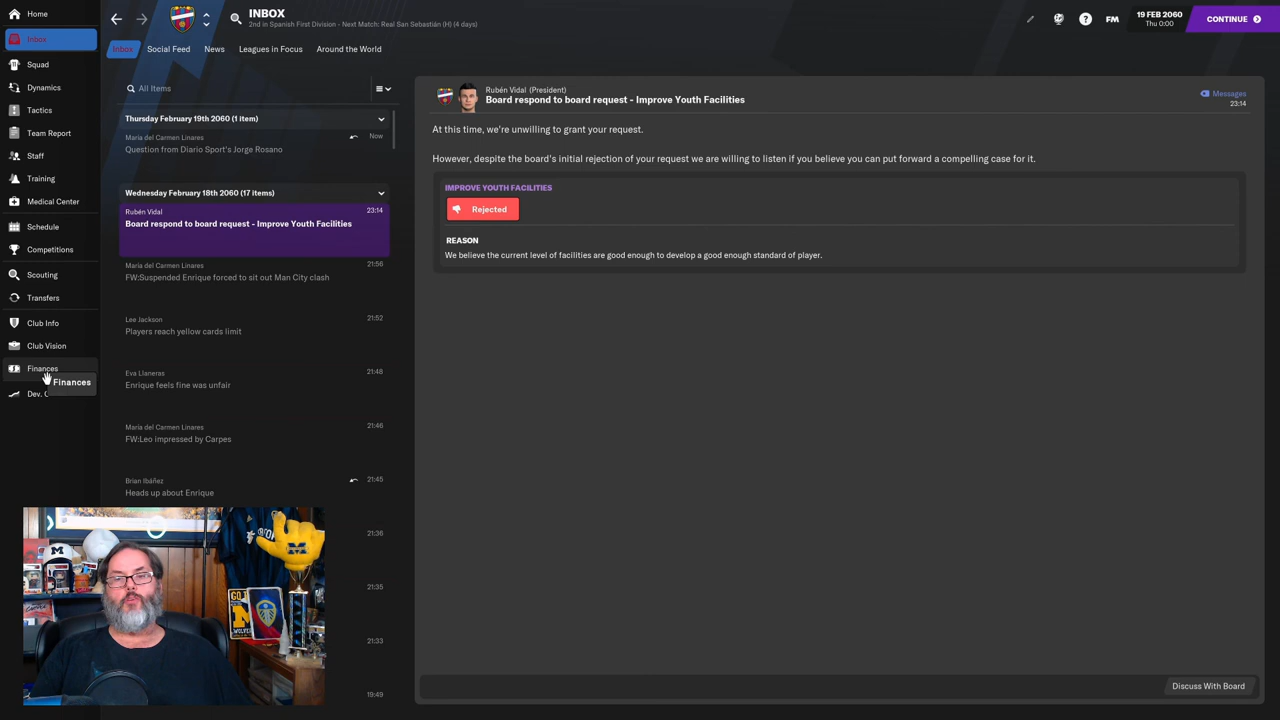 Home
INBOX
2nd in Spanish First Division - Next Match: Real San Sebastián (H) (4 days)
FM
19 FEB 2060
Thu 0:00
CONTINUE
Inbox
Squad
Dynamics
Tactics
Team Report
Staff
Training
Medical Center
Schedule
Competitions
Scouting
Transfers
Club Info
Club Vision
Finances
Finances
Dev. C
Inbox
Social Feed
News
Leagues in Focus
Around the World
All Items
Thursday February 19th 2060 (1 item)
María del Carmen Linares
Now
Question from Diario Sport's Jorge Rosano
Wednesday February 18th 2060 (17 items)
Rubén Vidal
23:14
Board respond to board request - Improve Youth Facilities
María del Carmen Linares
21:56
FW:Suspended Enrique forced to sit out Man City clash
Lee Jackson
21:52
Players reach yellow cards limit
Eva Llaneras
21:48
Enrique feels fine was unfair
María del Carmen Linares
21:46
FW:Leo impressed by Carpes
Brian Ibáñez
21:45
Heads up about Enrique
21:36
21:35
21:33
19:49
Rubén Vidal (President)
Board respond to board request - Improve Youth Facilities
Messages
23:14
At this time, we're unwilling to grant your request.
However, despite the board's initial rejection of your request we are willing to listen if you believe you can put forward a compelling case for it.
IMPROVE YOUTH FACILITIES
Rejected
REASON
We believe the current level of facilities are good enough to develop a good enough standard of player.
Discuss With Board
M
M
GO
M